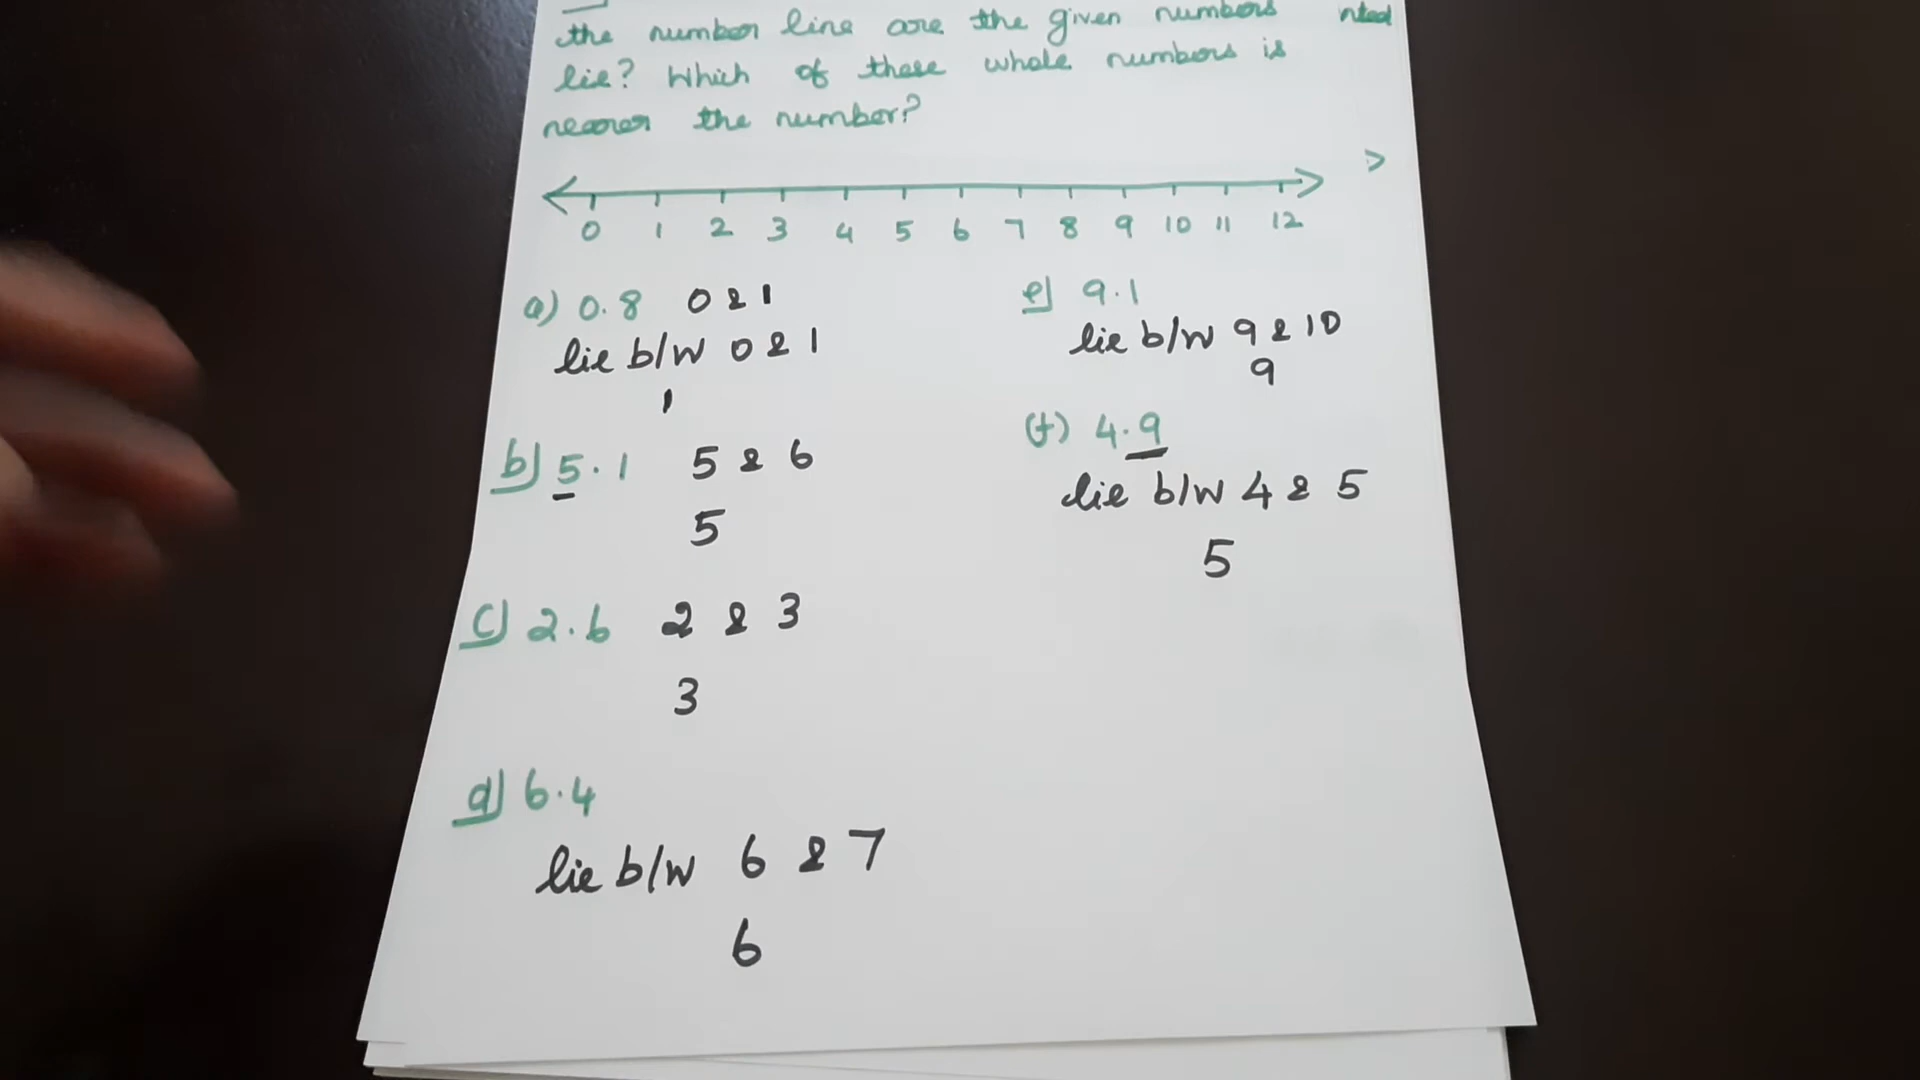 the number line are the given numbers
lie? Which of these whole numbers is
nearer the number?
0 1 2 3 4 5 6 7 8 9 10 11 12
a) 0.8 0 & 1
lie b/w 0 & 1
1
b) 5.1 5 & 6
5
c) 2.6 2 & 3
3
d) 6.4
lie b/w 6 & 7
6
e) 9.1
lie b/w 9 & 10
9
(f) 4.9
lie b/w 4 & 5
5